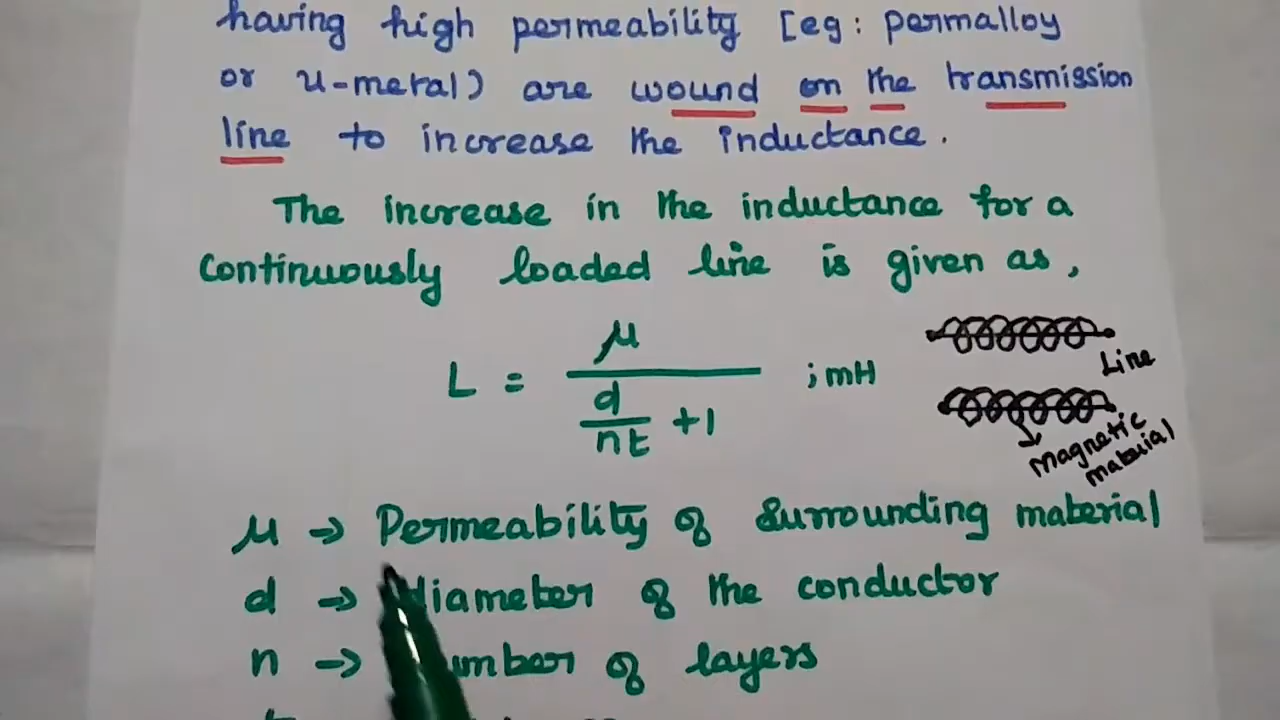 having high permeability [eg: permalloy
or u-metal) are wound on the transmission
line to increase the inductance.
The increase in the inductance for a
continuously loaded line is given as,
L = μ / (d/nt + 1) ; mH
Line
Magnetic material
μ → Permeability of Surrounding material
d → diameter of the conductor
n → of layers